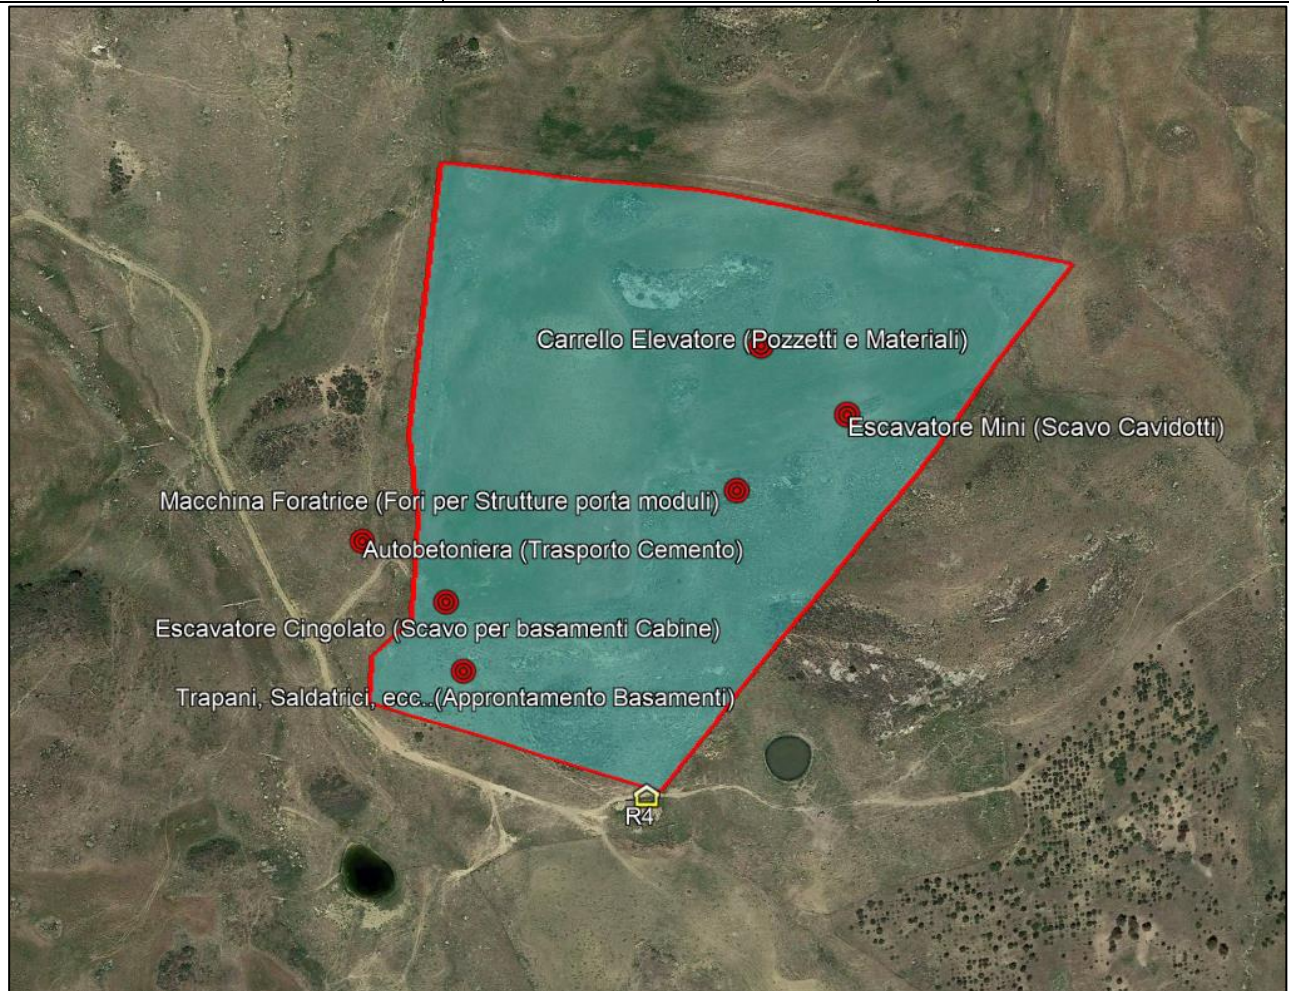 Carrello Elevatore (Pozzetti e Materiali)
Escavatore Mini (Scavo Cavidotti)
Macchina Foratrice (Fori per Strutture porta moduli)
Autobetoniera (Trasporto Cemento)
Escavatore Cingolato (Scavo per basamenti Cabine)
Trapani, Saldatrici, ecc..(Approntamento Basamenti)
R4